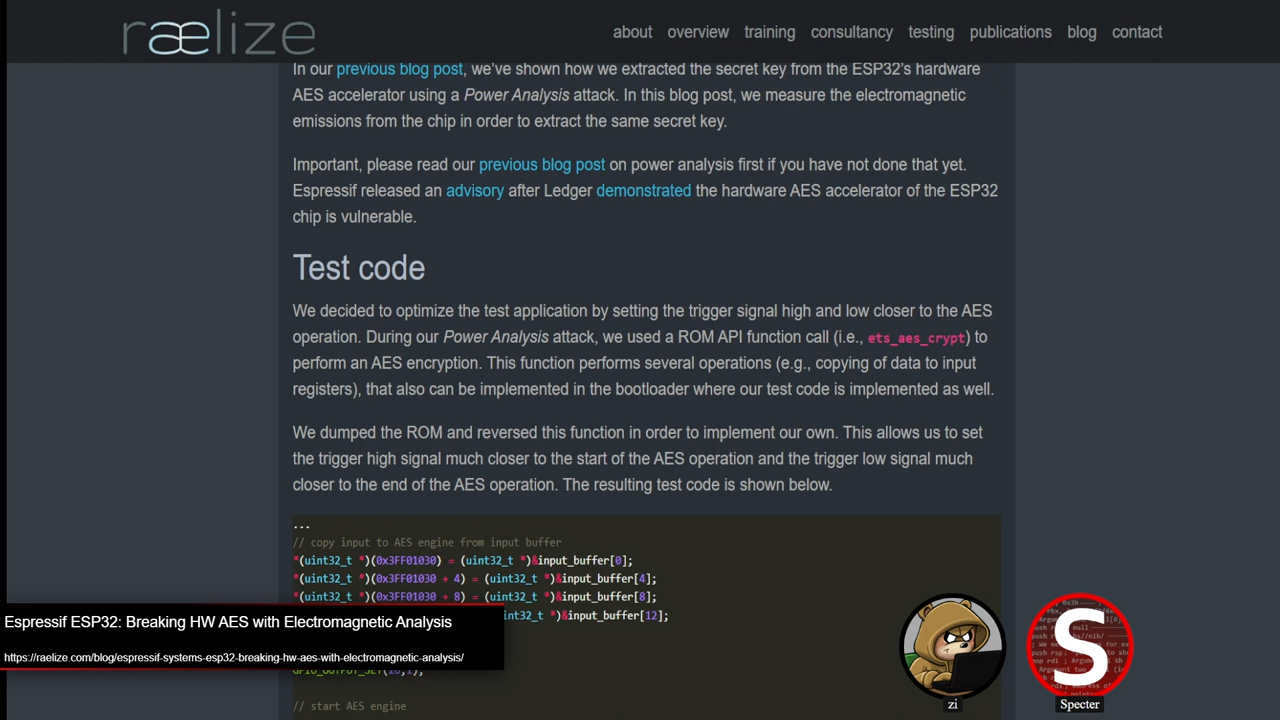 raelize
about overview training consultancy testing publications blog contact
In our previous blog post, we've shown how we extracted the secret key from the ESP32's hardware
AES accelerator using a Power Analysis attack. In this blog post, we measure the electromagnetic
emissions from the chip in order to extract the same secret key.
Important, please read our previous blog post on power analysis first if you have not done that yet.
Espressif released an advisory after Ledger demonstrated the hardware AES accelerator of the ESP32
chip is vulnerable.
Test code
We decided to optimize the test application by setting the trigger signal high and low closer to the AES
operation. During our Power Analysis attack, we used a ROM API function call (i.e., ets_aes_crypt) to
perform an AES encryption. This function performs several operations (e.g., copying of data to input
registers), that also can be implemented in the bootloader where our test code is implemented as well.
We dumped the ROM and reversed this function in order to implement our own. This allows us to set
the trigger high signal much closer to the start of the AES operation and the trigger low signal much
closer to the end of the AES operation. The resulting test code is shown below.
...
// copy input to AES engine from input buffer
*(uint32_t *)(0x3FF01030) = (uint32_t *)&input_buffer[0];
*(uint32_t *)(0x3FF01030 + 4) = (uint32_t *)&input_buffer[4];
*(uint32_t *)(0x3FF01030 + 8) = (uint32_t *)&input_buffer[8];
*)&input_buffer[12];
// start AES engine
Espressif ESP32: Breaking HW AES with Electromagnetic Analysis
https://raelize.com/blog/espressif-systems-esp32-breaking-hw-aes-with-electromagnetic-analysis/
zi
S
Specter